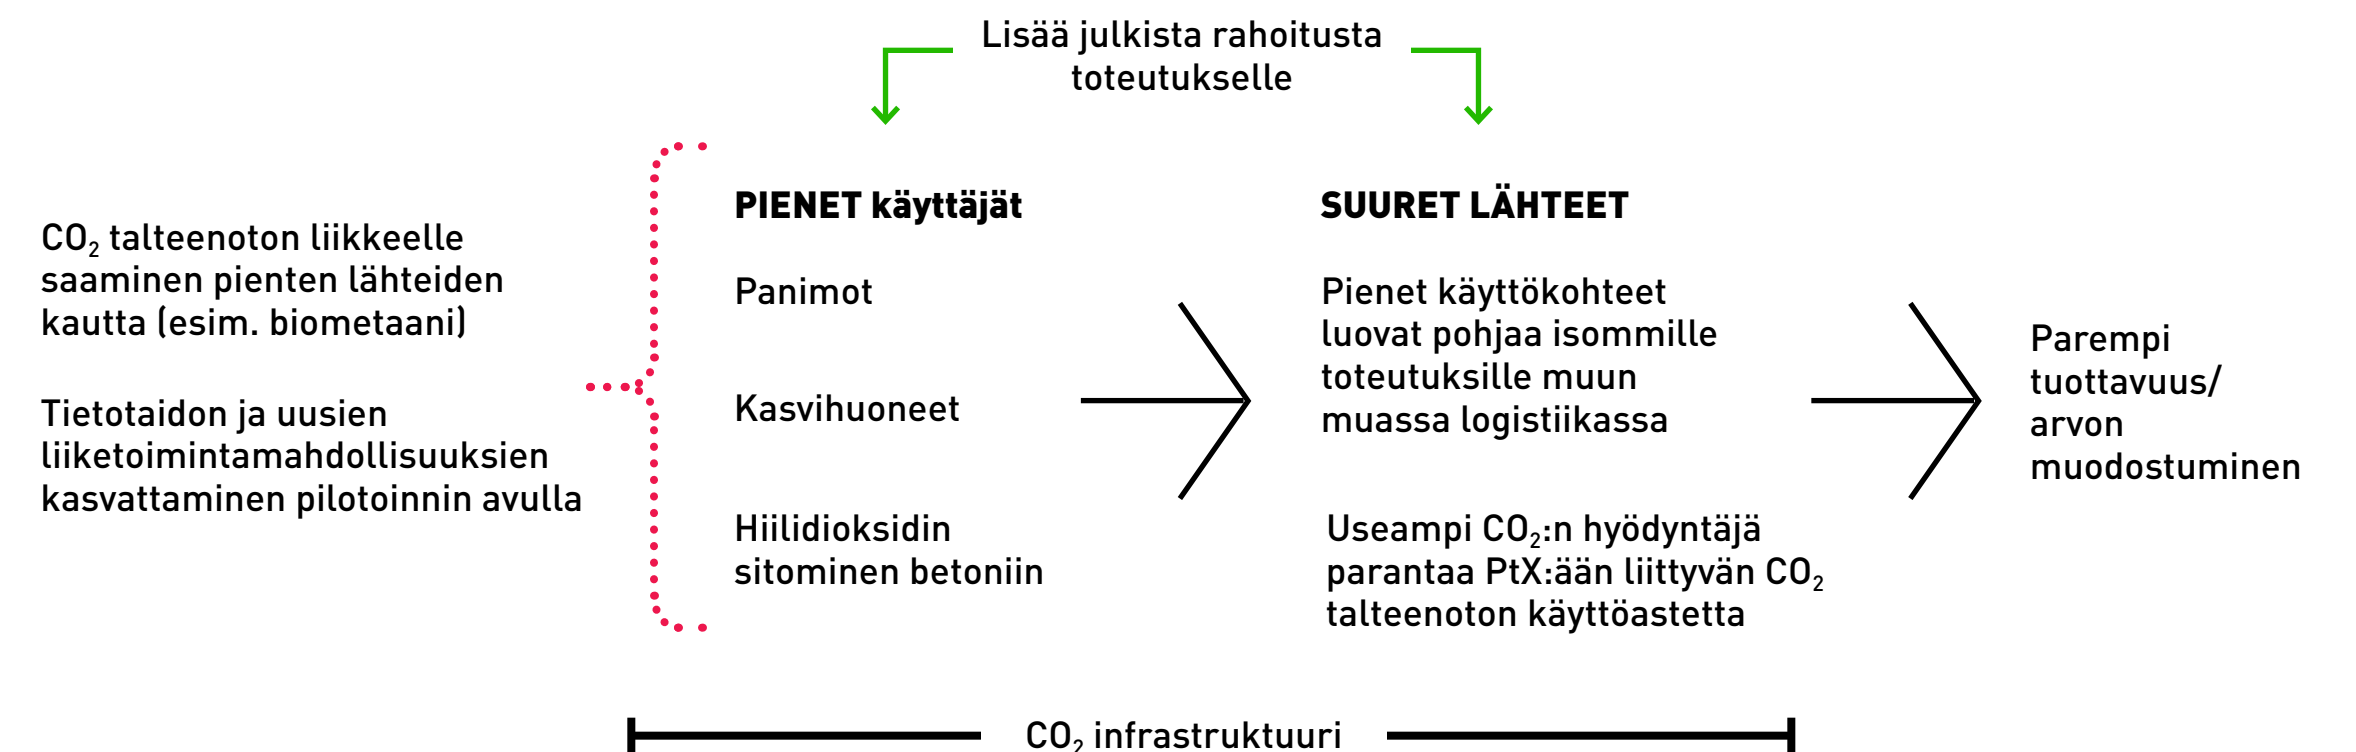 Lisää julkista rahoitusta
toteutukselle
CO₂ talteenoton liikkeelle
saaminen pienten lähteiden
kautta (esim. biometaani)
Tietotaidon ja uusien
liiketoimintamahdollisuuksien
kasvattaminen pilotoinnin avulla
PIENET käyttäjät
Panimot
Kasvihuoneet
Hiilidioksidin
sitominen betoniin
SUURET LÄHTEET
Pienet käyttökohteet
luovat pohjaa isommille
toteutuksille muun
muassa logistiikassa
Useampi CO₂:n hyödyntäjä
parantaa PtX:ään liittyvän CO₂
talteenoton käyttöastetta
Parempi
tuottavuus/
arvon
muodostuminen
CO₂ infrastruktuuri